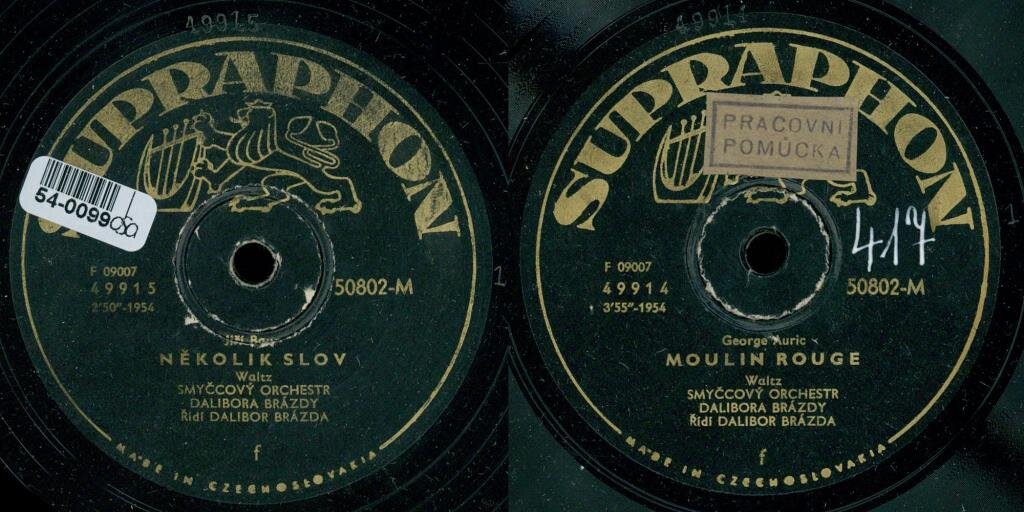 49915
SUPRAPHON
54-0099
F 09007
49915
2'50"-1954
50802-M
Jiří
NĚKOLIK SLOV
Waltz
SMYČCOVÝ ORCHESTR
DALIBORA BRÁZDY
Řídí DALIBOR BRÁZDA
f
MADE IN CZECHOSLOVAKIA
49914
SUPRAPHON
PRACOVNÍ
POMŮCKA
417
F 09007
49914
3'55"-1954
50802-M
George Auric
MOULIN ROUGE
Waltz
SMYČCOVÝ ORCHESTR
DALIBORA BRÁZDY
Řídí DALIBOR BRÁZDA
f
MADE IN CZECHOSLOVAKIA